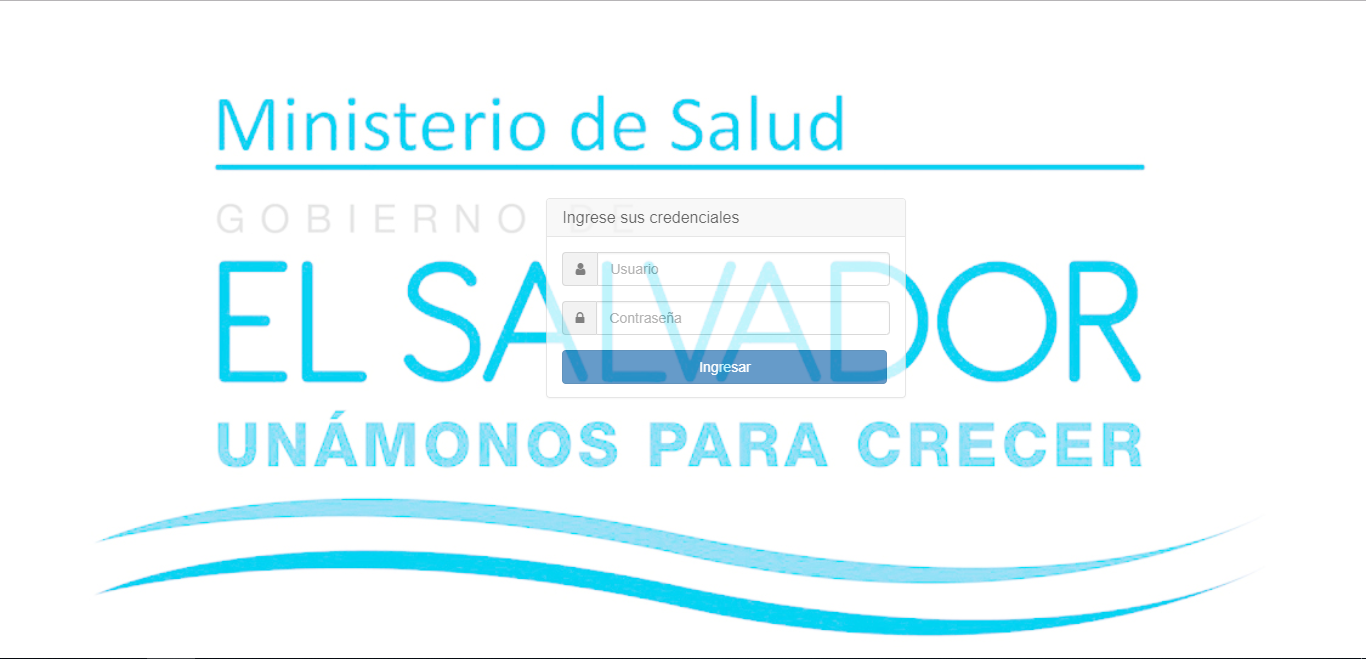 Ministerio de Salud
GOBIERNO DE
Ingrese sus credenciales
Usuario
EL SALVADOR
Contraseña
Ingresar
UNÁMONOS PARA CRECER